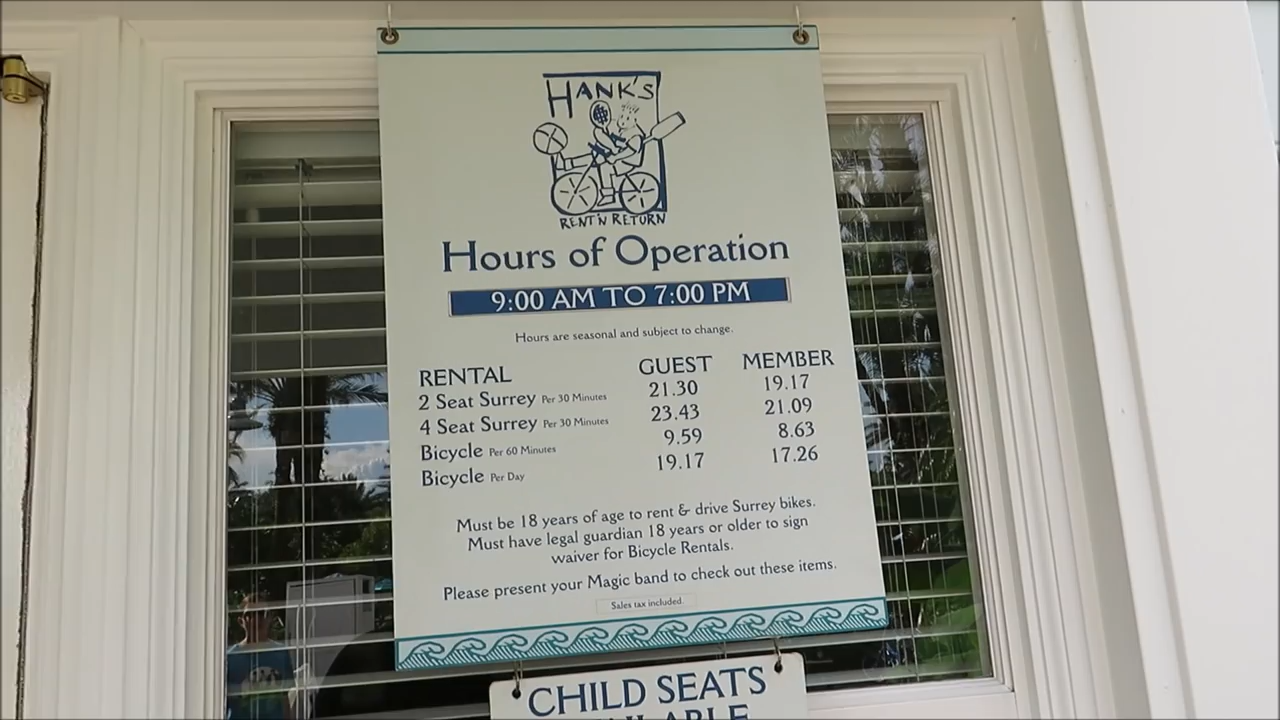 HANK'S
RENT 'N RETURN
Hours of Operation
9:00 AM TO 7:00 PM
Hours are seasonal and subject to change.
RENTAL GUEST MEMBER
2 Seat Surrey Per 30 Minutes 21.30 19.17
4 Seat Surrey Per 30 Minutes 23.43 21.09
Bicycle Per 60 Minutes 9.59 8.63
Bicycle Per Day 19.17 17.26
Must be 18 years of age to rent & drive Surrey bikes.
Must have legal guardian 18 years or older to sign
waiver for Bicycle Rentals.
Please present your Magic band to check out these items.
Sales tax included.
CHILD SEATS